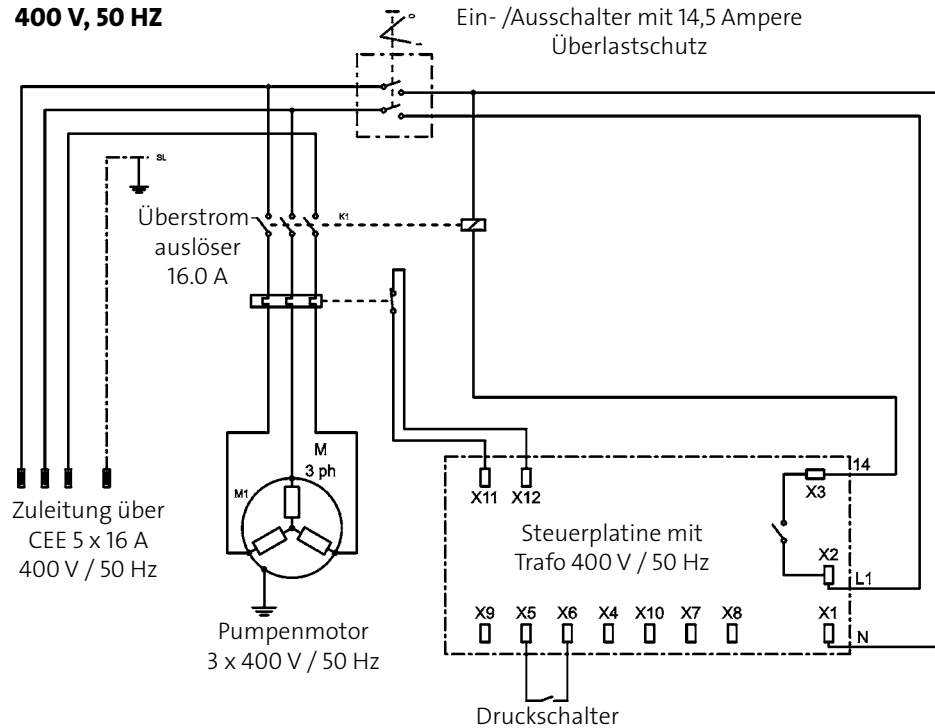 400 V, 50 HZ
Ein- /Ausschalter mit 14,5 Ampere
Überlastschutz
0
SL
Überstrom
auslöser
16.0 A
K1
M
3 ph
M1
Zuleitung über
CEE 5 x 16 A
400 V / 50 Hz
Pumpenmotor
3 x 400 V / 50 Hz
X11 X12
X3
14
Steuerplatine mit
Trafo 400 V / 50 Hz
X2
L1
X9 X5 X6 X4 X10 X7 X8 X1
N
Druckschalter